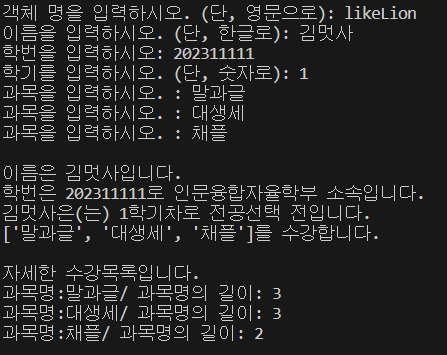 객체 명을 입력하시오. (단, 영문으로): likeLion
이름을 입력하시오. (단, 한글로): 김멋사
학번을 입력하시오: 202311111
학기를 입력하시오. (단, 숫자로): 1
과목을 입력하시오. : 말과글
과목을 입력하시오. : 대생세
과목을 입력하시오. : 채플
이름은 김멋사입니다.
학번은 202311111로 인문융합자율학부 소속입니다.
김멋사은(는) 1학기차로 전공선택 전입니다.
['말과글', '대생세', '채플']를 수강합니다.
자세한 수강목록입니다.
과목명:말과글/ 과목명의 길이: 3
과목명:대생세/ 과목명의 길이: 3
과목명:채플/ 과목명의 길이: 2